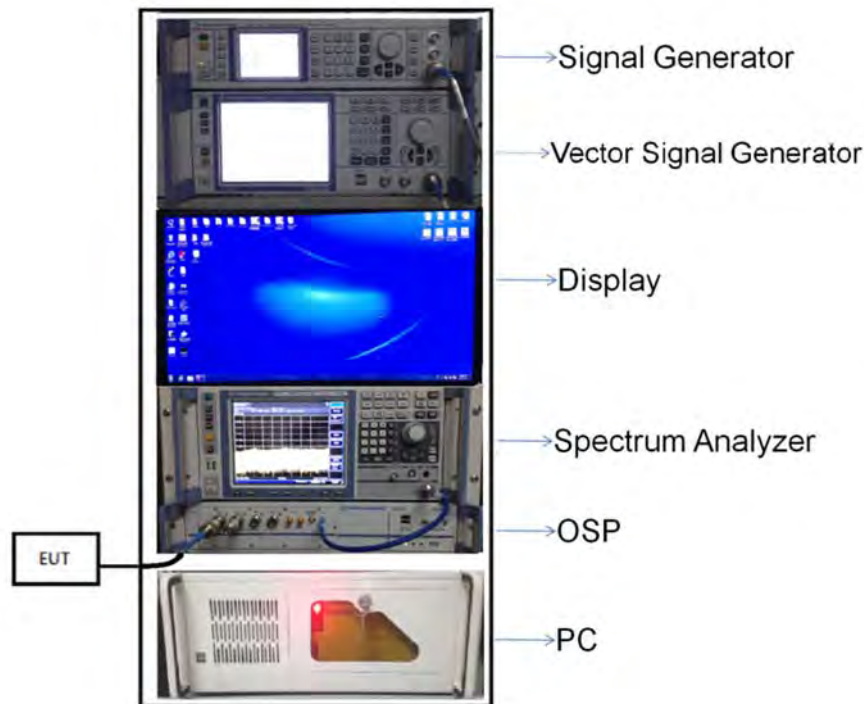 Signal Generator
Vector Signal Generator
Display
Spectrum Analyzer
OSP
EUT
PC